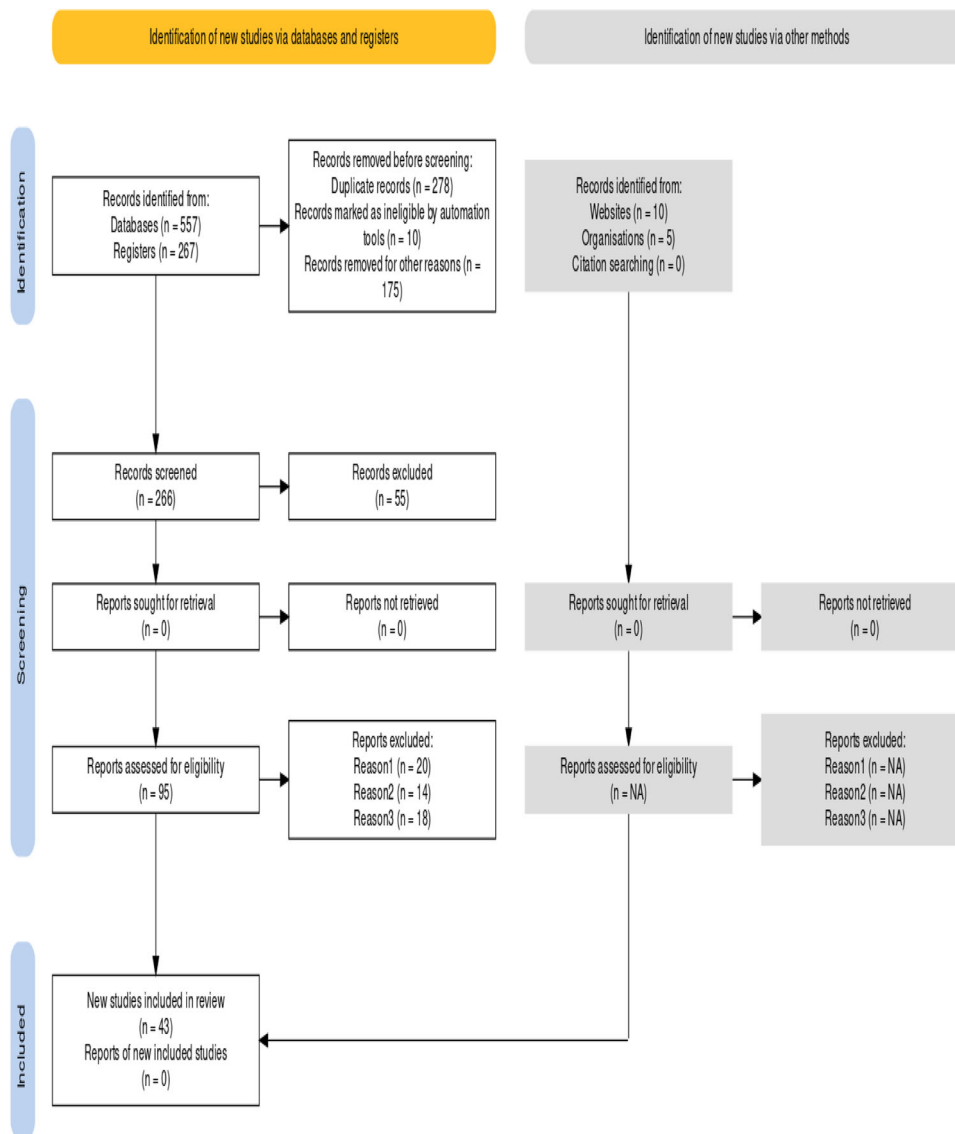 Identification of new studies via databases and registers
Identification of new studies via other methods
Identification
Records identified from:
Databases (n = 557)
Registers (n = 267)
Records removed before screening:
Duplicate records (n = 278)
Records marked as ineligible by automation
tools (n = 10)
Records removed for other reasons (n =
175)
Records identified from:
Websites (n = 10)
Organisations (n = 5)
Citation searching (n = 0)
Screening
Records screened
(n = 266)
Records excluded
(n = 55)
Reports sought for retrieval
(n = 0)
Reports not retrieved
(n = 0)
Reports sought for retrieval
(n = 0)
Reports not retrieved
(n = 0)
Reports assessed for eligibility
(n = 95)
Reports excluded:
Reason1 (n = 20)
Reason2 (n = 14)
Reason3 (n = 18)
Reports assessed for eligibility
(n = NA)
Reports excluded:
Reason1 (n = NA)
Reason2 (n = NA)
Reason3 (n = NA)
Included
New studies included in review
(n = 43)
Reports of new included studies
(n = 0)